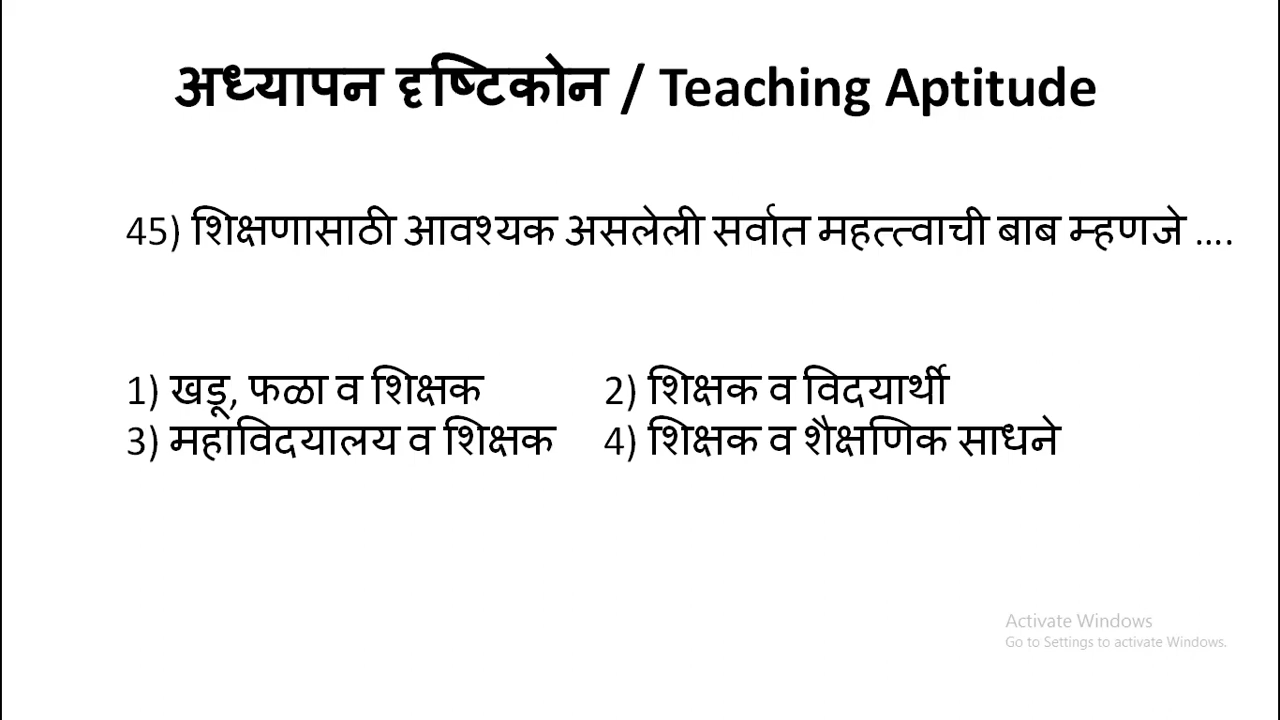 अध्यापन दृष्टिकोन / Teaching Aptitude
45) शिक्षणासाठी आवश्यक असलेली सर्वात महत्त्वाची बाब म्हणजे ....
1) खडू, फळा व शिक्षक 2) शिक्षक व विदयार्थी
3) महाविदयालय व शिक्षक 4) शिक्षक व शैक्षणिक साधने
Activate Windows
Go to Settings to activate Windows.